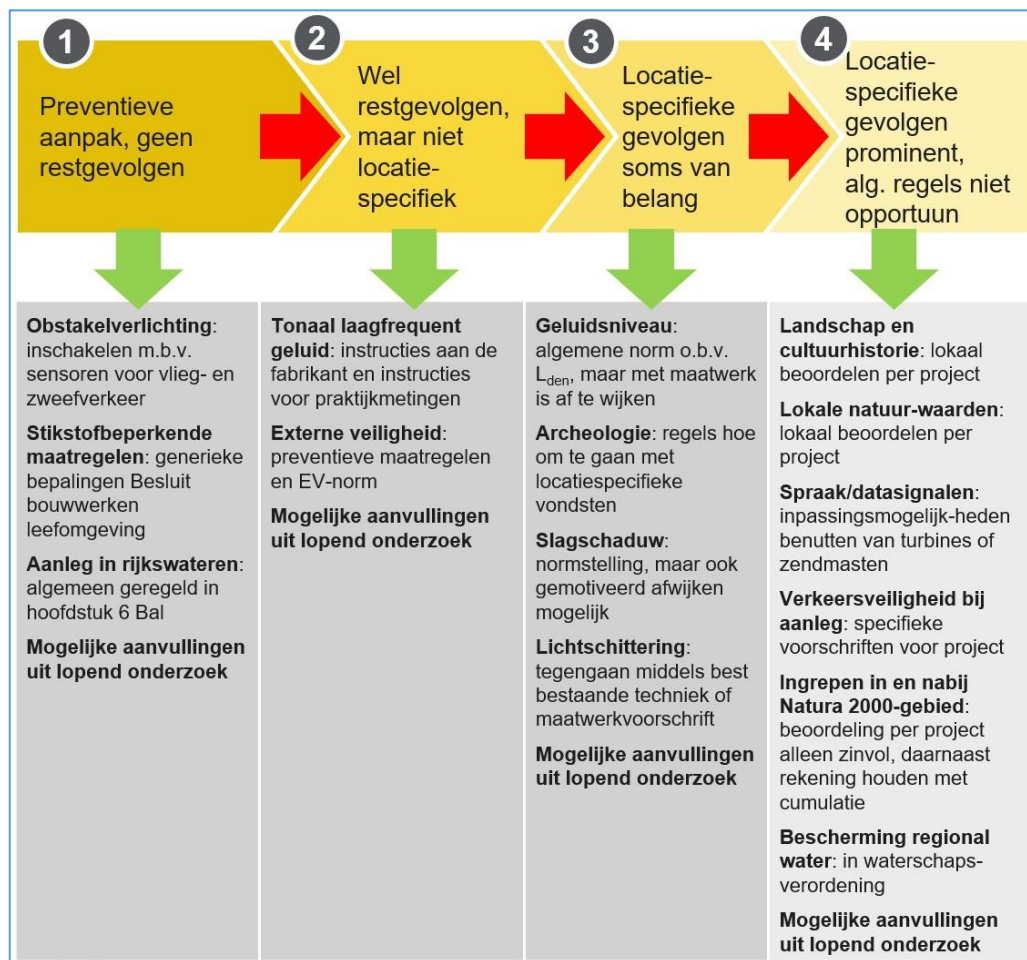 1
Preventieve
aanpak, geen
restgevolgen
2
Wel
restgevolgen,
maar niet
locatie-
specifiek
3
Locatie-
specifieke
gevolgen
soms van
belang
4
Locatie-
specifieke
gevolgen
prominent,
alg. regels niet
opportuun
Obstakelverlichting:
inschakelen m.b.v.
sensoren voor vlieg- en
zweefverkeer
Stikstofbeperkende
maatregelen: generieke
bepalingen Besluit
bouwwerken
leefomgeving
Aanleg in rijkswateren:
algemeen geregeld in
hoofdstuk 6 Bal
Mogelijke aanvullingen
uit lopend onderzoek
Tonaal laagfrequent
geluid: instructies aan de
fabrikant en instructies
voor praktijkmetingen
Externe veiligheid:
preventieve maatregelen
en EV-norm
Mogelijke aanvullingen
uit lopend onderzoek
Geluidsniveau:
algemene norm o.b.v.
Lden, maar met maatwerk
is af te wijken
Archeologie: regels hoe
om te gaan met
locatiespecifieke
vondsten
Slagschaduw:
normstelling, maar ook
gemotiveerd afwijken
mogelijk
Lichtschittering:
tegengaan middels best
bestaande techniek of
maatwerkvoorschrift
Mogelijke aanvullingen
uit lopend onderzoek
Landschap en
cultuurhistorie: lokaal
beoordelen per project
Lokale natuur-waarden:
lokaal beoordelen per
project
Spraak/datasignalen:
inpassingsmogelijk-heden
benutten van turbines of
zendmasten
Verkeersveiligheid bij
aanleg: specifieke
voorschriften voor project
Ingrepen in en nabij
Natura 2000-gebied:
beoordeling per project
alleen zinvol, daarnaast
rekening houden met
cumulatie
Bescherming regional
water: in waterschaps-
verordening
Mogelijke aanvullingen
uit lopend onderzoek